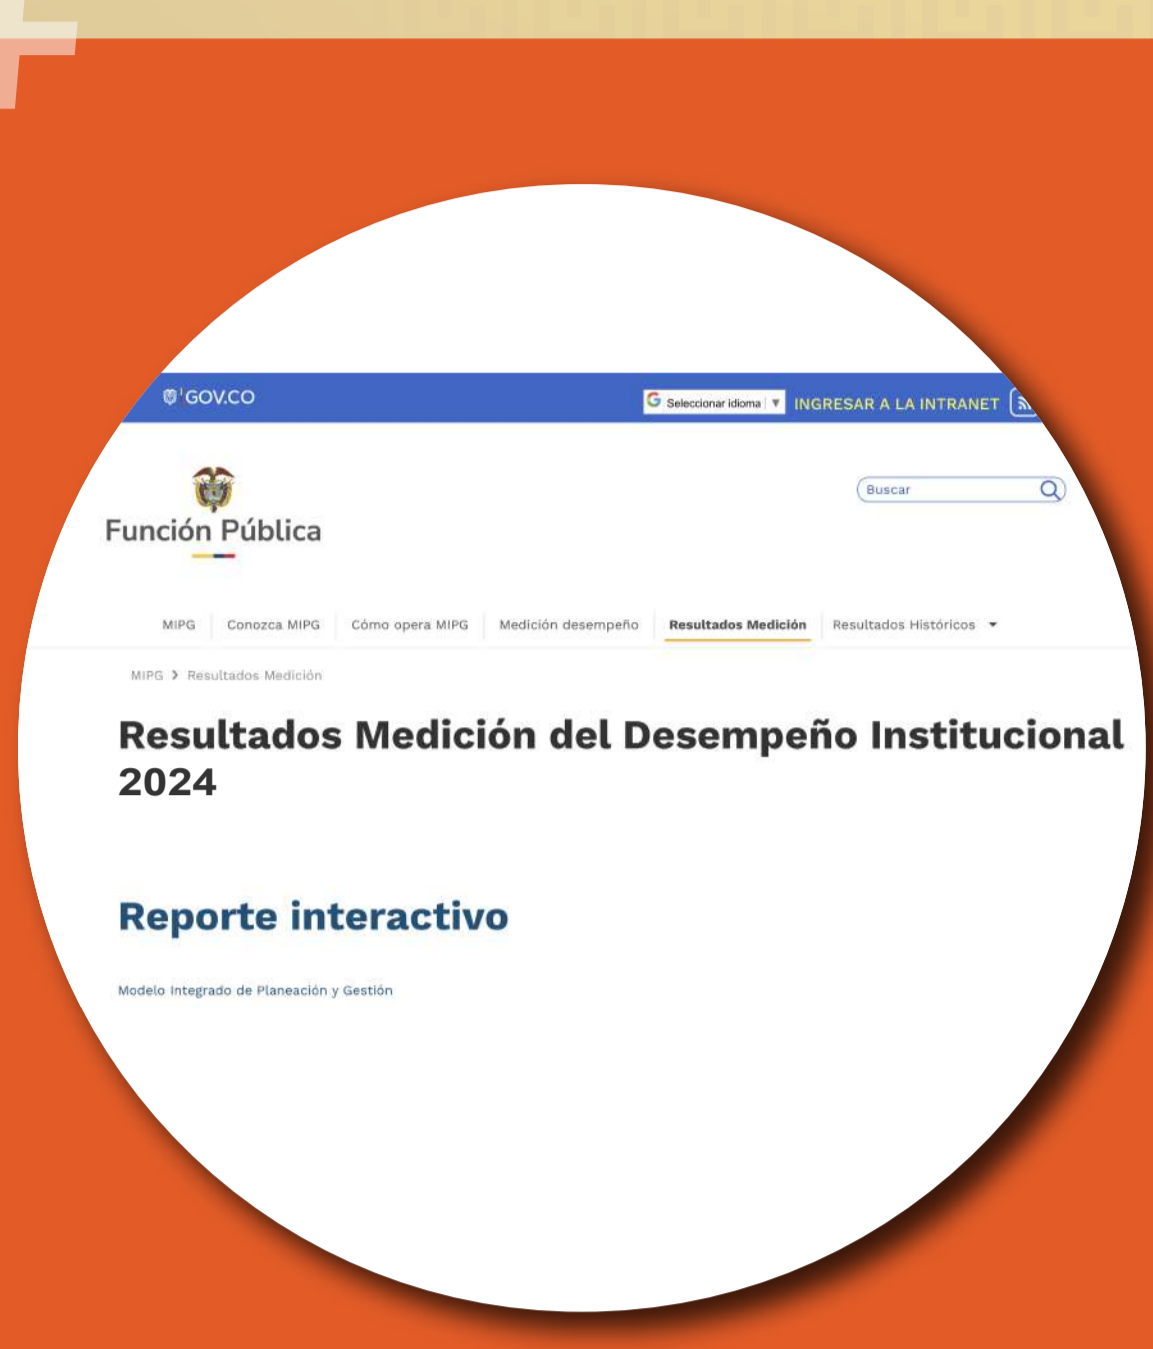 GOV.CO
Seleccionar idioma ▼ INGRESAR A LA INTRANET
Función Pública
Buscar
MIPG Conozca MIPG Cómo opera MIPG Medición desempeño Resultados Medición Resultados Históricos
MIPG > Resultados Medición
Resultados Medición del Desempeño Institucional
2024
Reporte interactivo
Modelo Integrado de Planeación y Gestión